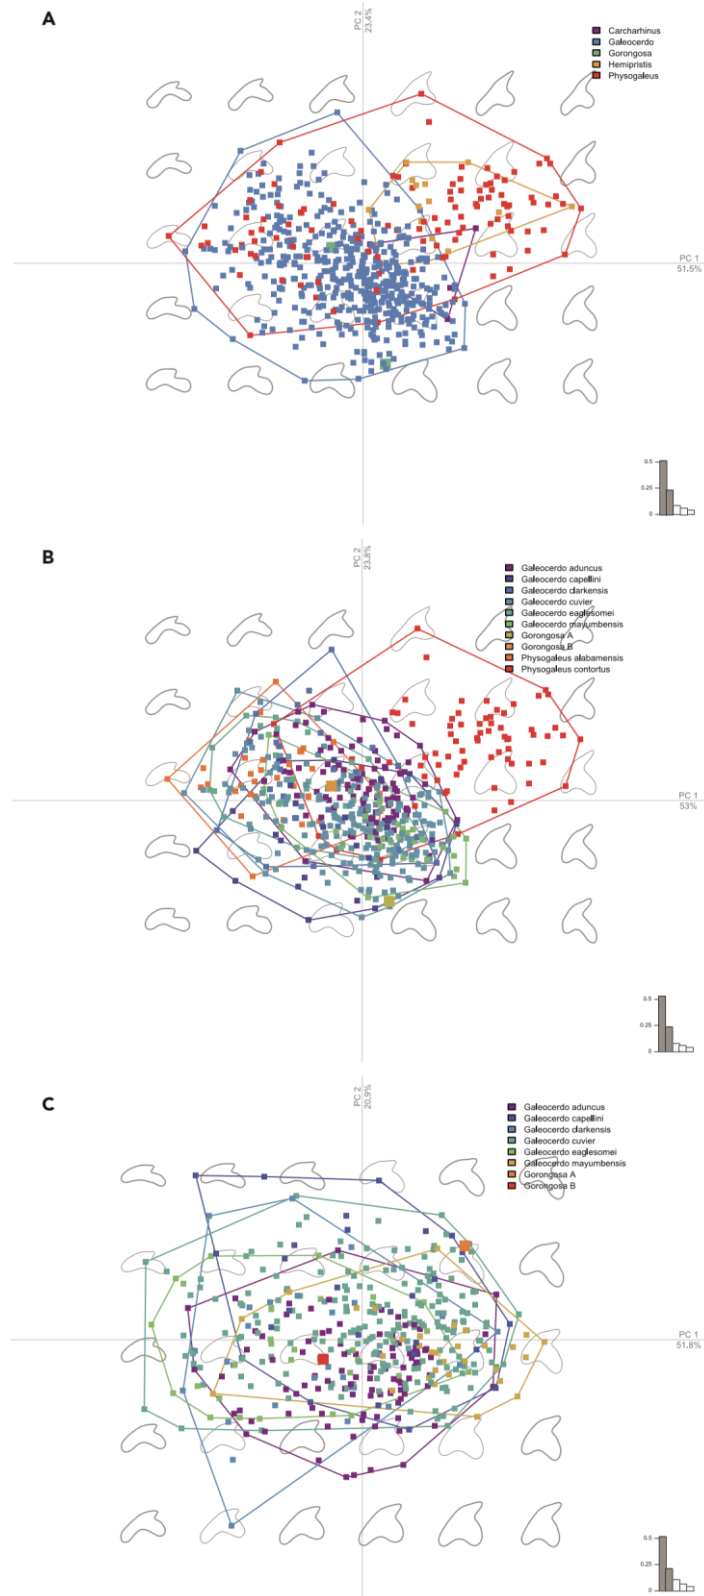 A
PC 2
23.4%
Carcharhinus
Galeocerdo
Gorongosa
Hemipristis
Physogaleus
PC 1
51.5%
0.5
0.25
0
B
PC 2
23.8%
Galeocerdo aduncus
Galeocerdo capellini
Galeocerdo clarkensis
Galeocerdo cuvier
Galeocerdo eaglesomei
Galeocerdo mayumbensis
Gorongosa A
Gorongosa B
Physogaleus alabamensis
Physogaleus contortus
PC 1
53%
0.5
0.25
0
C
PC 2
20.9%
Galeocerdo aduncus
Galeocerdo capellini
Galeocerdo clarkensis
Galeocerdo cuvier
Galeocerdo eaglesomei
Galeocerdo mayumbensis
Gorongosa A
Gorongosa B
PC 1
51.8%
0.5
0.25
0